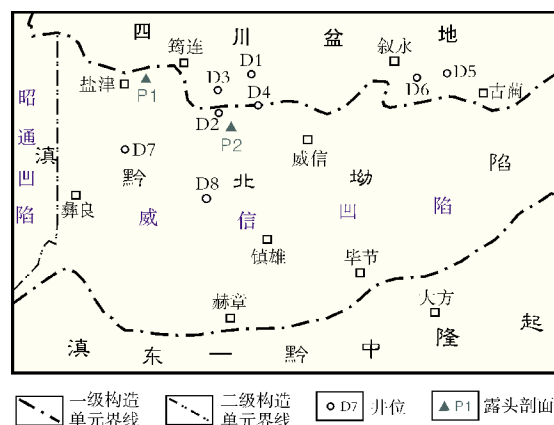 四 川 盆 地
筠连
叙永
D1
D5
盐津
P1
D3
D6
古蔺
D4
D2
P2
昭通凹陷
威信
D7
滇 黔 北 坳 陷
D8
彝良
威 信 凹 陷
镇雄
毕节
赫章
大方
滇 东 一 黔 中 隆 起
一级构造
单元界线
二级构造
单元界线
D7 井位
P1 露头剖面